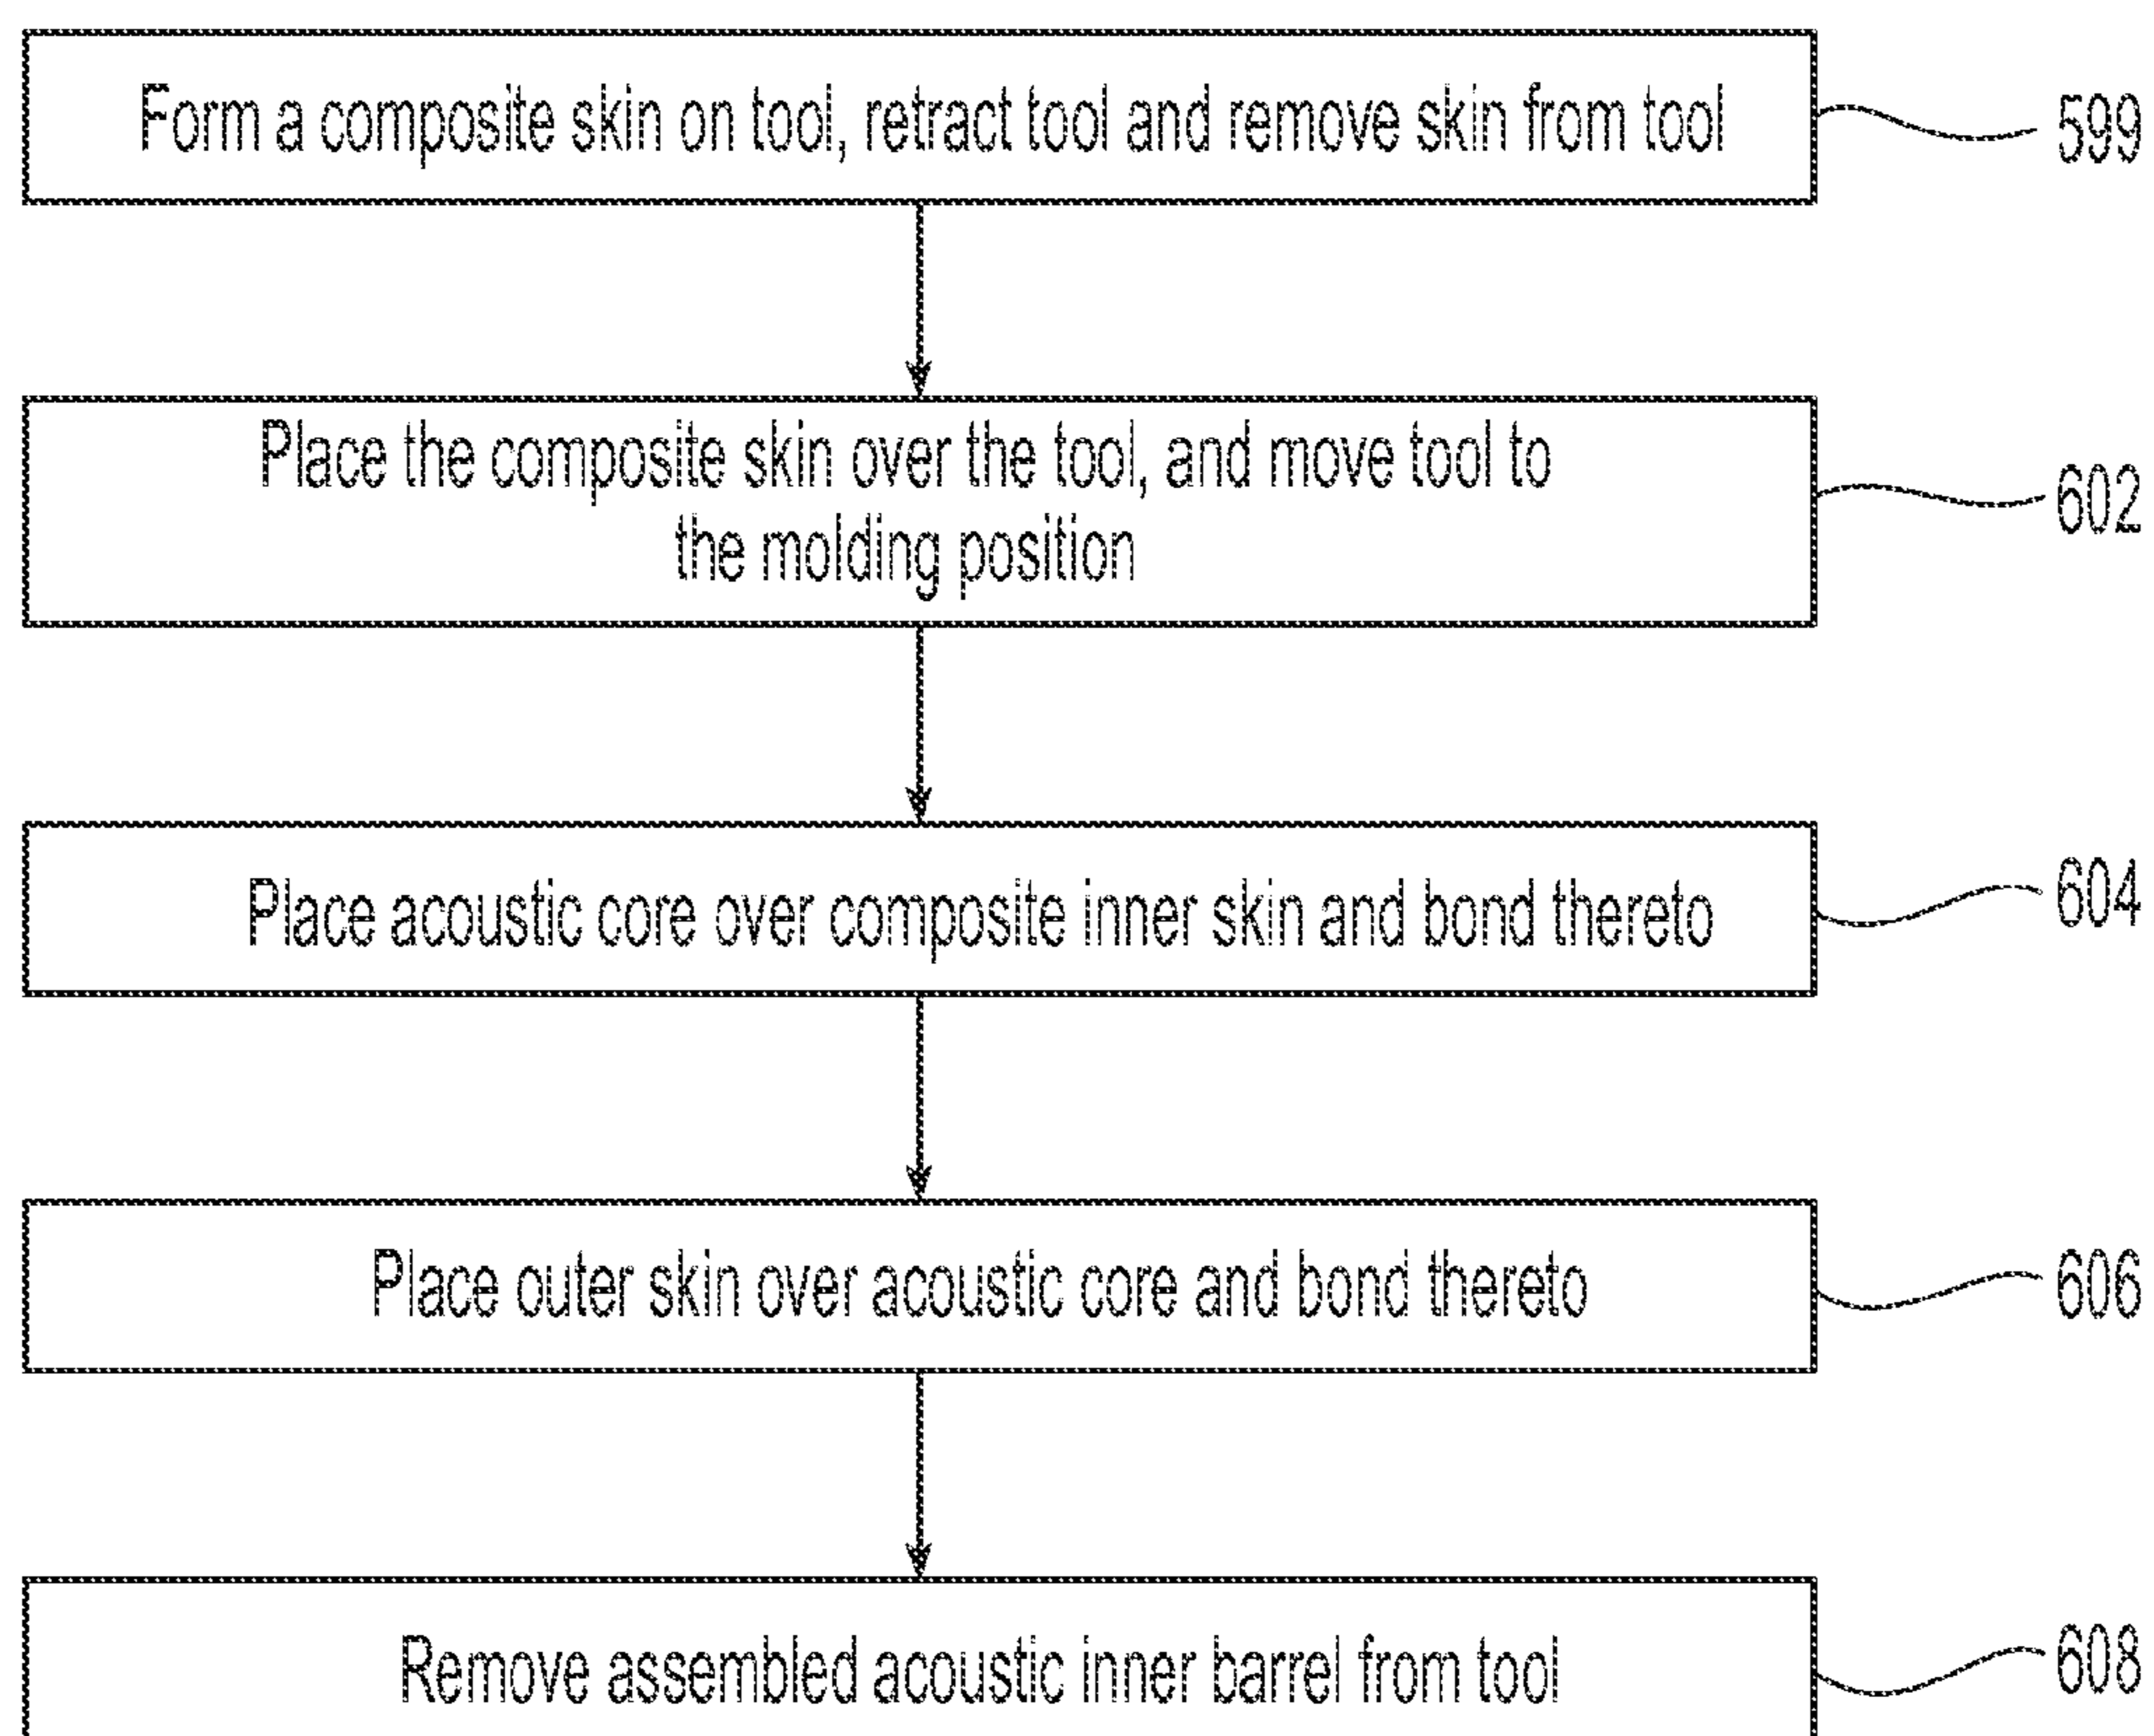 Form a composite skin on tool, retract tool and remove skin from tool
599
Place the composite skin over the tool, and move tool to
the molding position
602
Place acoustic core over composite inner skin and bond thereto
604
Place outer skin over acoustic core and bond thereto
606
Remove assembled acoustic inner barrel from tool
608